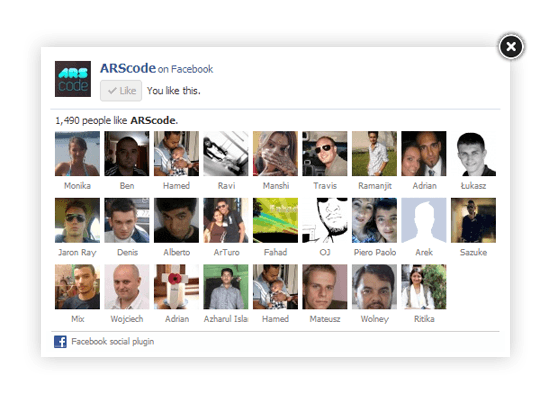 ARS
code
ARScode on Facebook
Like You like this.
1,490 people like ARScode.
Monika Ben Hamed Ravi Manshi Travis Ramanjit Adrian Łukasz
Jaron Ray Denis Alberto ArTuro Fahad OJ Piero Paolo Arek Sazuke
Mix Wojciech Adrian Azharul Isla Hamed Mateusz Wolney Ritika
Facebook social plugin